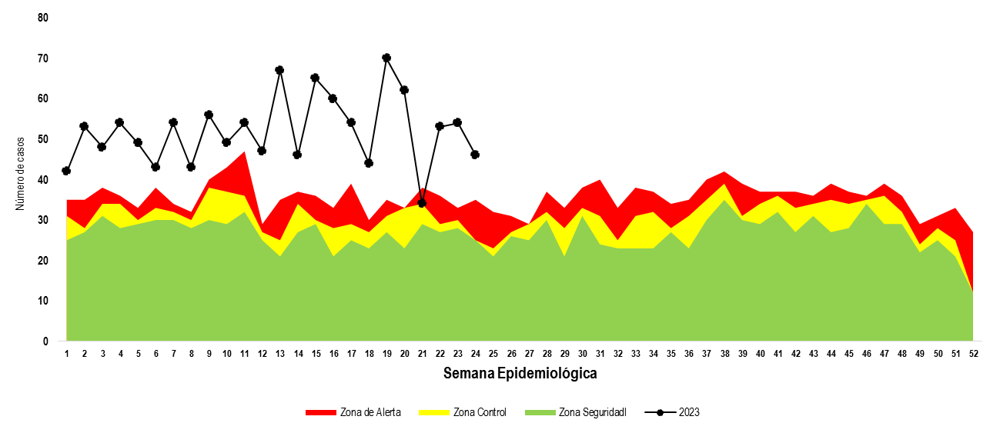 80
70
60
50
40
30
20
10
0
Número de casos
1 2 3 4 5 6 7 8 9 10 11 12 13 14 15 16 17 18 19 20 21 22 23 24 25 26 27 28 29 30 31 32 33 34 35 36 37 38 39 40 41 42 43 44 45 46 47 48 49 50 51 52
Semana Epidemiológica
Zona de Alerta Zona Control Zona Seguridadl 2023